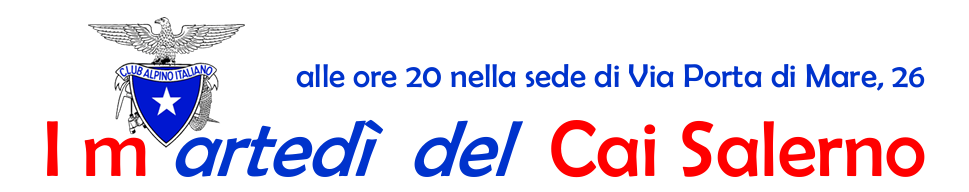 CLUB ALPINO ITALIANO
alle ore 20 nella sede di Via Porta di Mare, 26
I martedì del Cai Salerno